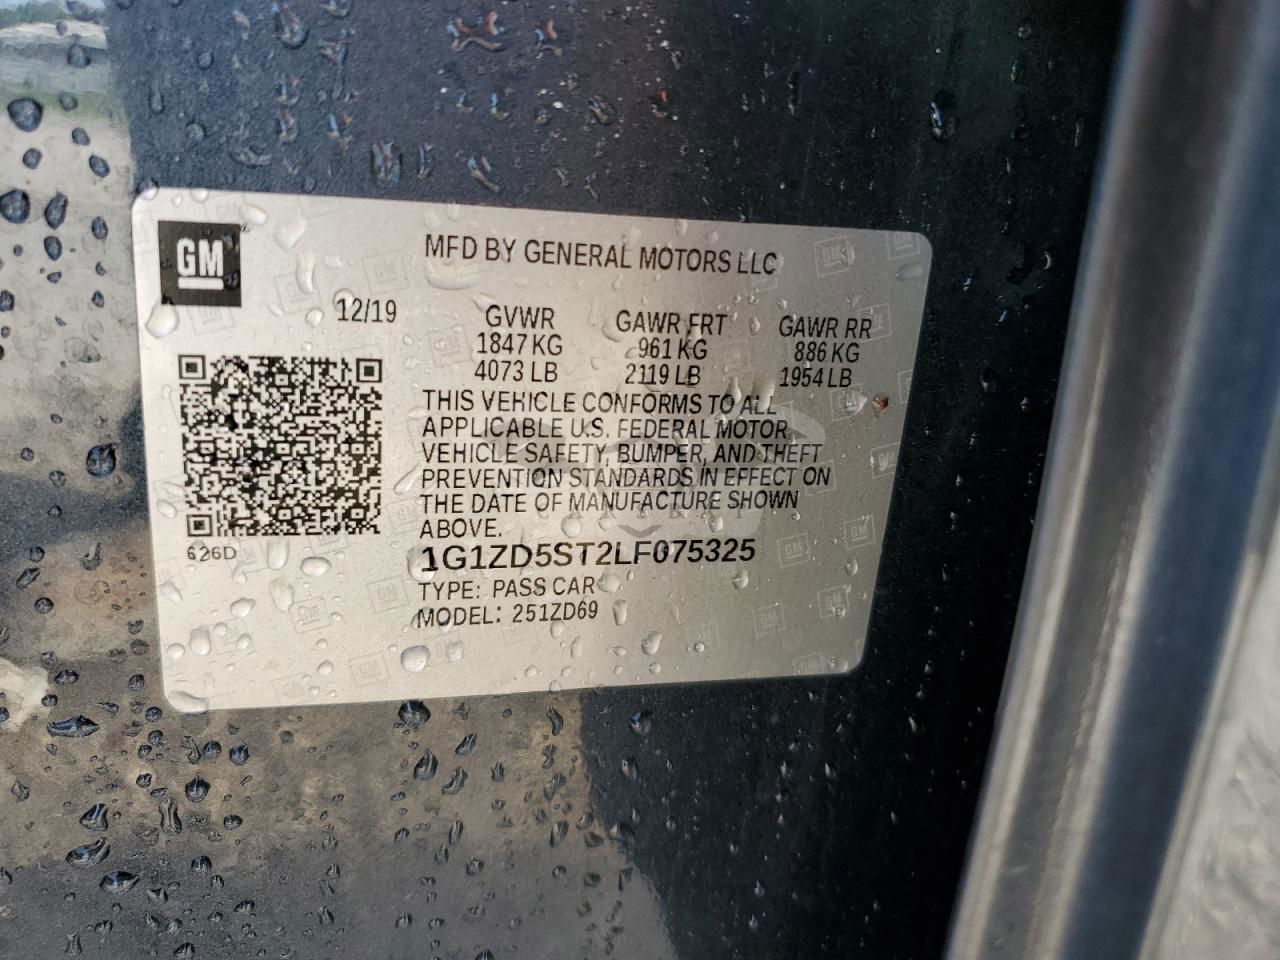 GM
MFD BY GENERAL MOTORS LLC
12/19
GVWR GAWR FRT GAWR RR
1847 KG 961 KG 886 KG
4073 LB 2119 LB 1954 LB
THIS VEHICLE CONFORMS TO ALL
APPLICABLE U.S. FEDERAL MOTOR
VEHICLE SAFETY, BUMPER, AND THEFT
PREVENTION STANDARDS IN EFFECT ON
THE DATE OF MANUFACTURE SHOWN
ABOVE.
626D
1G1ZD5ST2LF075325
TYPE: PASS CAR
MODEL: 251ZD69